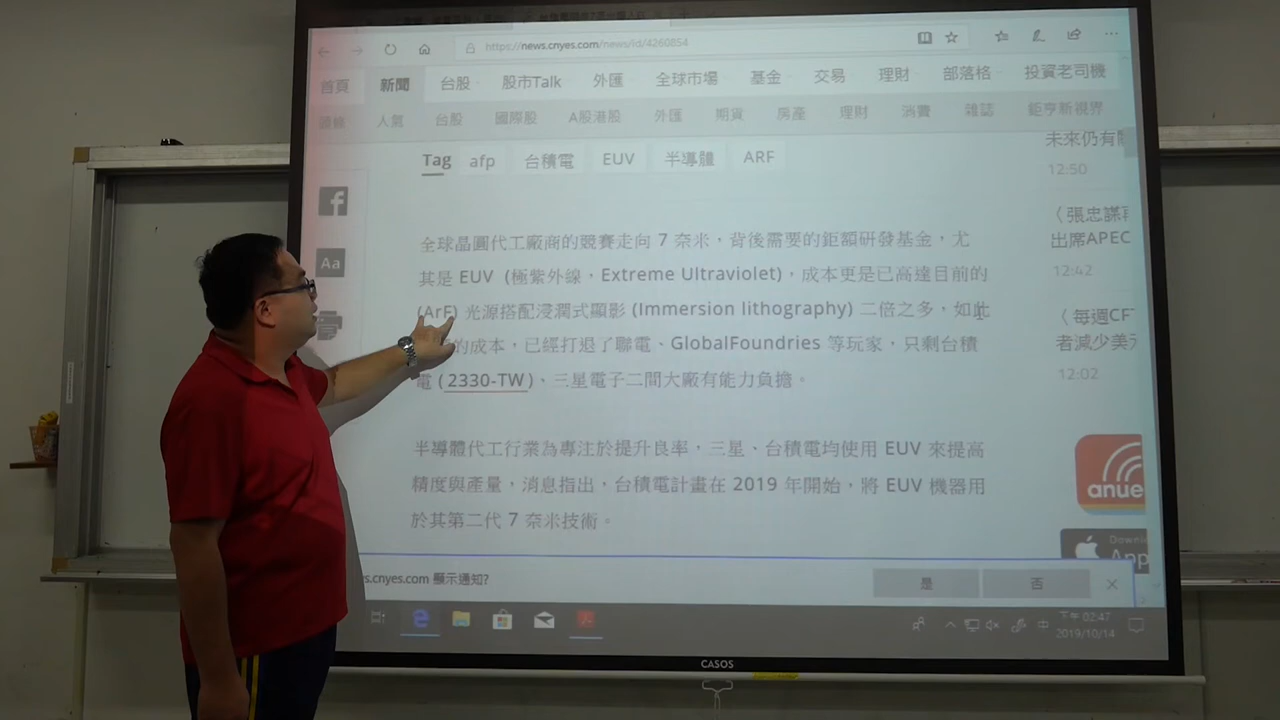 https://news.cnyes.com/news/id/4260854
首頁 新聞 台股 股市Talk 外匯 全球市場 基金 交易 理財 部落格 投資老司機
人氣 台股 國際股 A股港股 外匯 期貨 房產 理財 消費 雜誌 鉅亨新視界
Tag afp 台積電 EUV 半導體 ARF
未來仍有
12:50
〈張忠謀
出席APEC
12:42
〈每週CF
者減少美
12:02
Aa
全球晶圓代工廠商的競賽走向 7 奈米，背後需要的鉅額研發基金，尤
其是 EUV (極紫外線，Extreme Ultraviolet)，成本更是已高達目前的
(ArF) 光源搭配浸潤式顯影 (Immersion lithography) 二倍之多，如此
的成本，已經打退了聯電、GlobalFoundries 等玩家，只剩台積
電 (2330-TW)、三星電子二間大廠有能力負擔。
半導體代工行業為專注於提升良率，三星、台積電均使用 EUV 來提高
精度與產量，消息指出，台積電計畫在 2019 年開始，將 EUV 機器用
於其第二代 7 奈米技術。
anue
App
s.cnyes.com 顯示通知?
是 否
中
下午 02:47
2019/10/14
CASOS